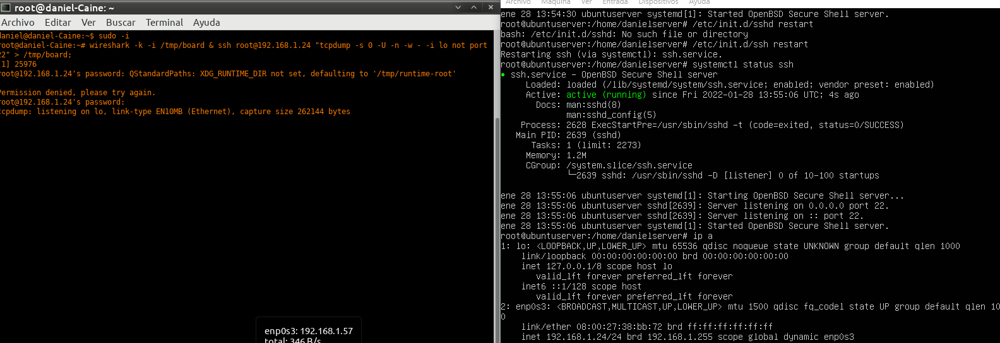 root@daniel-Caine: ~
Archivo Editar Ver Buscar Terminal Ayuda
daniel@daniel-Caine:~$ sudo -i
root@daniel-Caine:~# wireshark -k -i /tmp/board & ssh root@192.168.1.24 "tcpdump -s 0 -U -n -w - -i lo not port
22" > /tmp/board;
[1] 25976
root@192.168.1.24's password: QStandardPaths: XDG_RUNTIME_DIR not set, defaulting to '/tmp/runtime-root'
Permission denied, please try again.
root@192.168.1.24's password:
tcpdump: listening on lo, link-type EN10MB (Ethernet), capture size 262144 bytes
enp0s3: 192.168.1.57
total: 346 B/s
Archivo Máquina Ver Entrada Dispositivos Ayuda
ene 28 13:54:30 ubuntuserver systemd[1]: Started OpenBSD Secure Shell server.
root@ubuntuserver:/home/danielserver# /etc/init.d/sshd restart
bash: /etc/init.d/sshd: No such file or directory
root@ubuntuserver:/home/danielserver# /etc/init.d/ssh restart
Restarting ssh (via systemctl): ssh.service.
root@ubuntuserver:/home/danielserver# systemctl status ssh
● ssh.service - OpenBSD Secure Shell server
Loaded: loaded (/lib/systemd/system/ssh.service; enabled; vendor preset: enabled)
Active: active (running) since Fri 2022-01-28 13:55:06 UTC; 4s ago
Docs: man:sshd(8)
man:sshd_config(5)
Process: 2628 ExecStartPre=/usr/sbin/sshd -t (code=exited, status=0/SUCCESS)
Main PID: 2639 (sshd)
Tasks: 1 (limit: 2273)
Memory: 1.2M
CGroup: /system.slice/ssh.service
└─2639 sshd: /usr/sbin/sshd -D [listener] 0 of 10-100 startups
ene 28 13:55:06 ubuntuserver systemd[1]: Starting OpenBSD Secure Shell server...
ene 28 13:55:06 ubuntuserver sshd[2639]: Server listening on 0.0.0.0 port 22.
ene 28 13:55:06 ubuntuserver sshd[2639]: Server listening on :: port 22.
ene 28 13:55:06 ubuntuserver systemd[1]: Started OpenBSD Secure Shell server.
root@ubuntuserver:/home/danielserver# ip a
1: lo: <LOOPBACK,UP,LOWER_UP> mtu 65536 qdisc noqueue state UNKNOWN group default qlen 1000
link/loopback 00:00:00:00:00:00 brd 00:00:00:00:00:00
inet 127.0.0.1/8 scope host lo
valid_lft forever preferred_lft forever
inet6 ::1/128 scope host
valid_lft forever preferred_lft forever
2: enp0s3: <BROADCAST,MULTICAST,UP,LOWER_UP> mtu 1500 qdisc fq_codel state UP group default qlen 100
0
link/ether 08:00:27:38:bb:72 brd ff:ff:ff:ff:ff:ff
inet 192.168.1.24/24 brd 192.168.1.255 scope global dynamic enp0s3